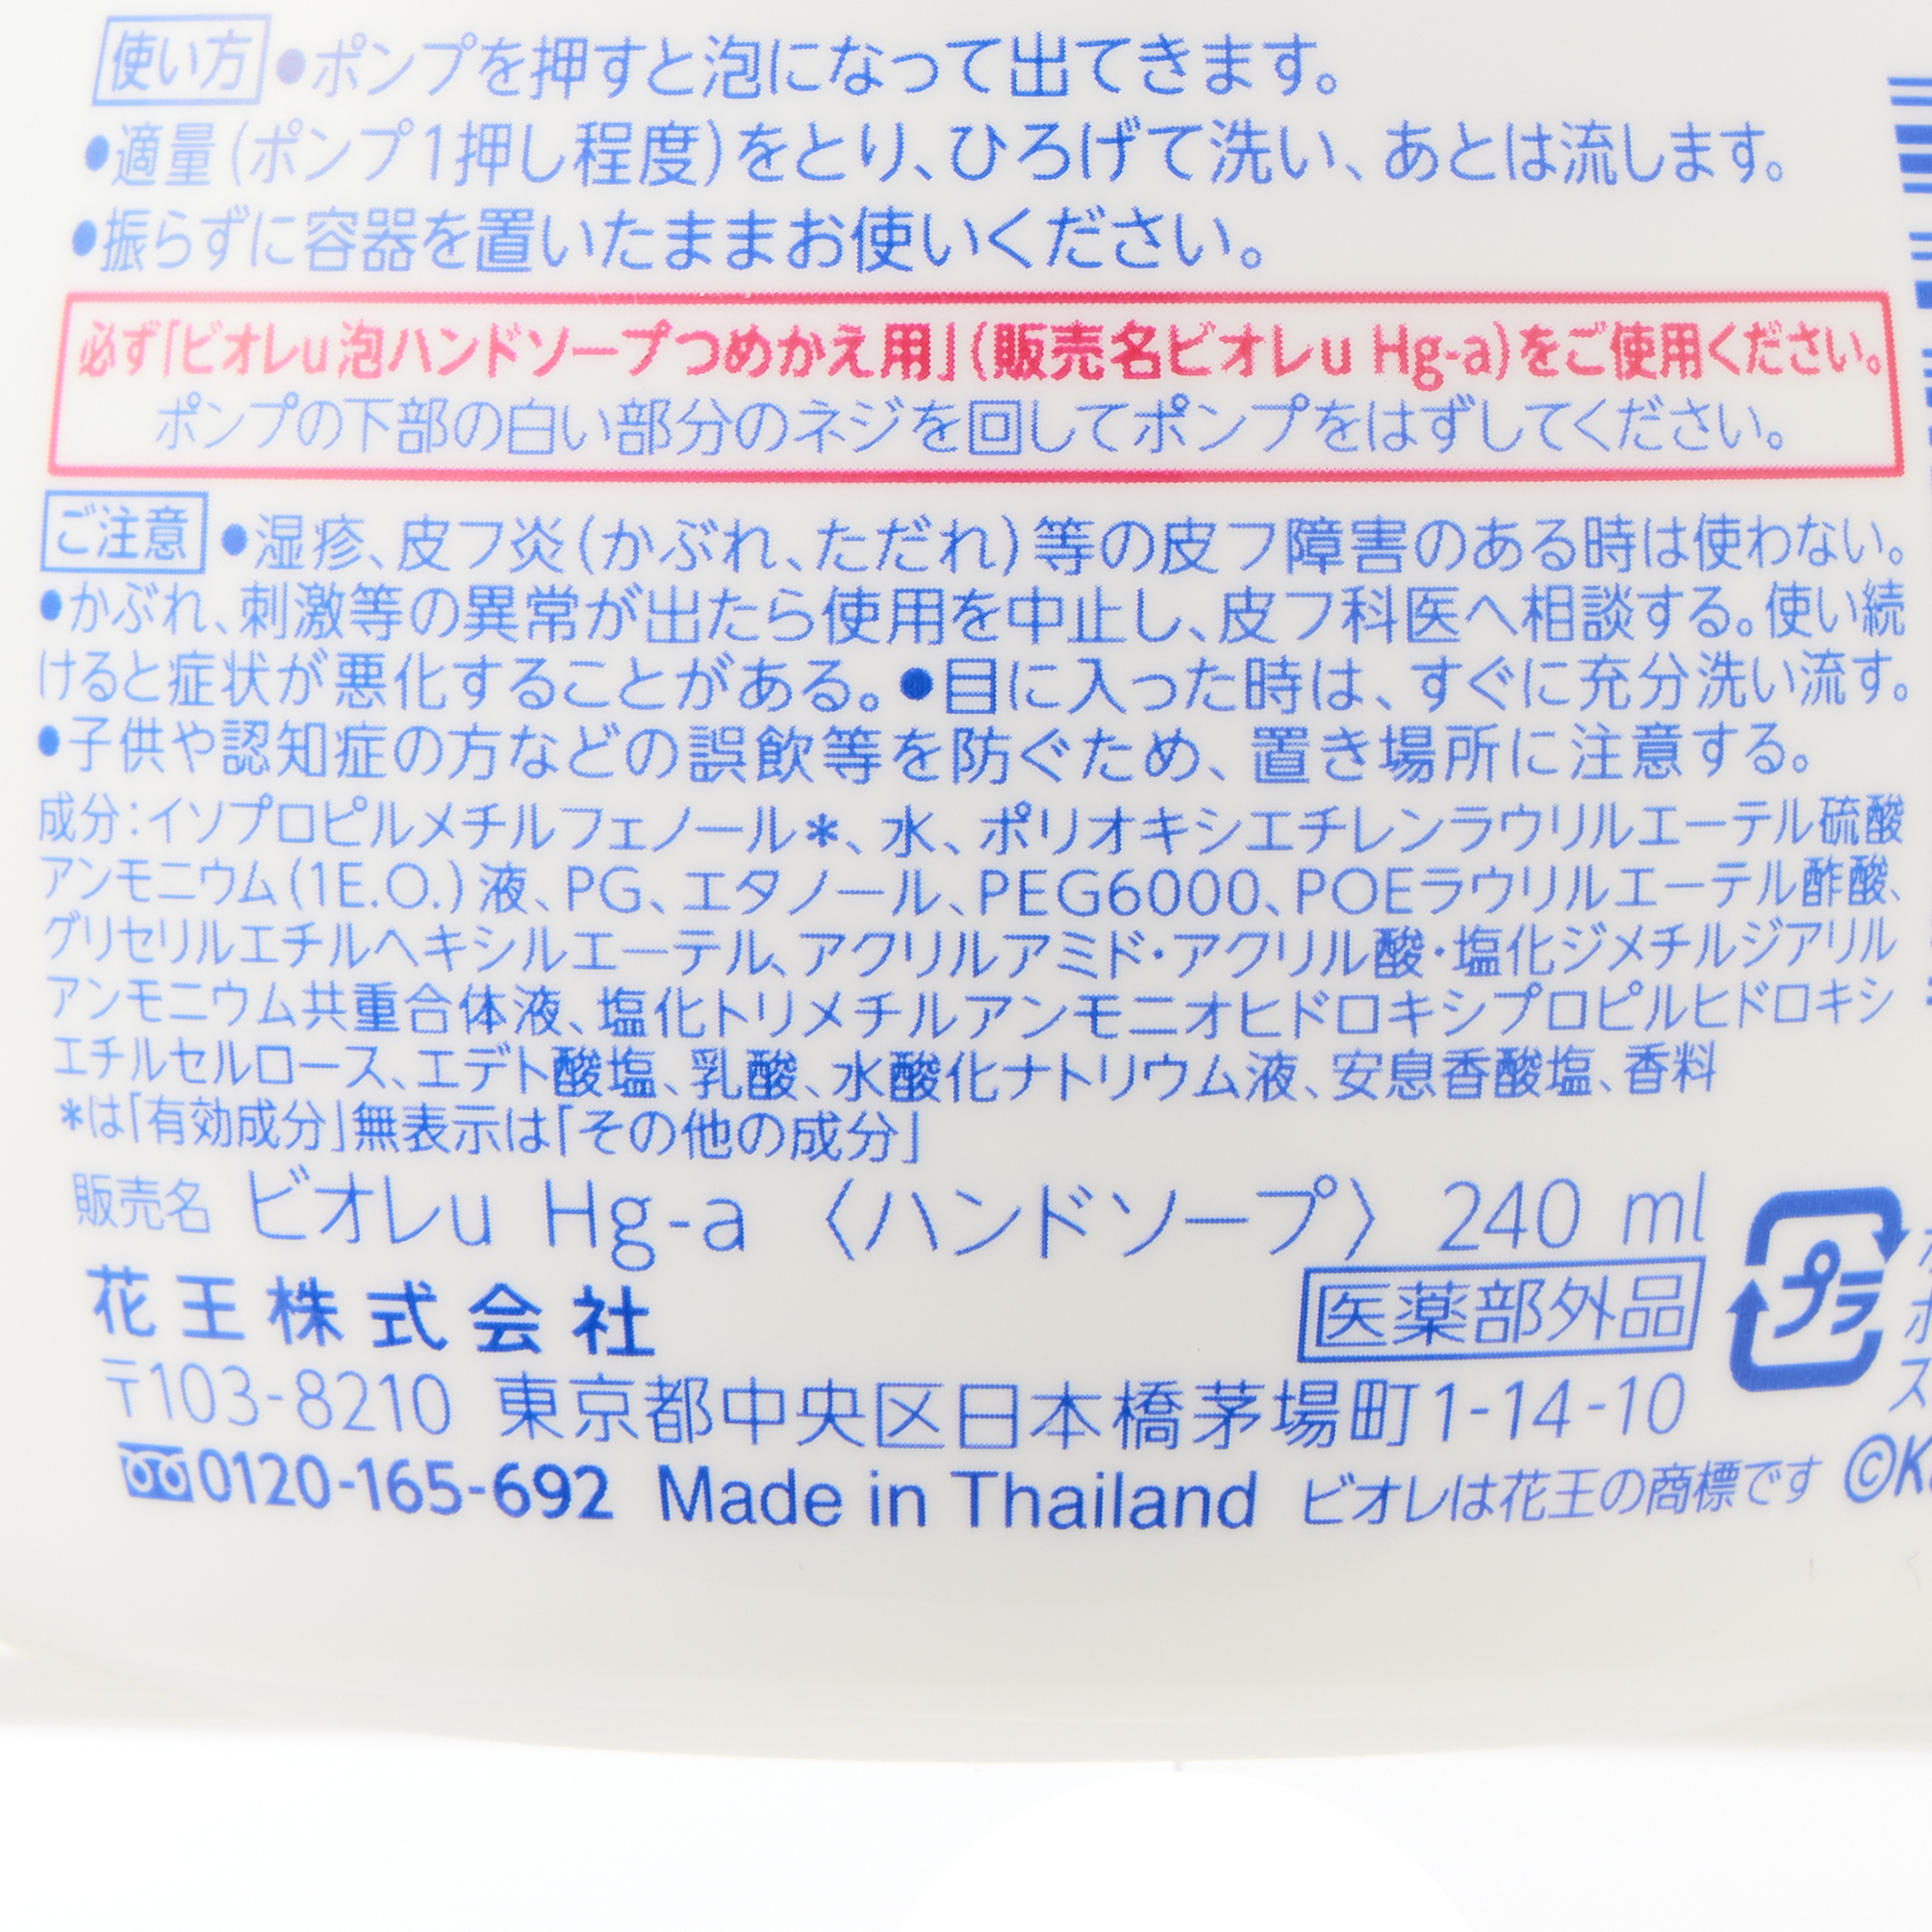 使い方 ●ポンプを押すと泡になって出てきます。
●適量(ポンプ1押し程度)をとり、ひろげて洗い、あとは流します。
●振らずに容器を置いたままお使いください。
必ず「ビオレu 泡ハンドソープつめかえ用」(販売名ビオレu Hg-a)をご使用ください。
ポンプの下部の白い部分のネジを回してポンプをはずしてください。
ご注意 ●湿疹、皮フ炎(かぶれ、ただれ)等の皮フ障害のある時は使わない。
●かぶれ、刺激等の異常が出たら使用を中止し、皮フ科医へ相談する。使い続
けると症状が悪化することがある。●目に入った時は、すぐに充分洗い流す。
●子供や認知症の方などの誤飲等を防ぐため、置き場所に注意する。
成分:イソプロピルメチルフェノール*、水、ポリオキシエチレンラウリルエーテル硫酸
アンモニウム(1E.O.)液、PG、エタノール、PEG6000、POEラウリルエーテル酢酸、
グリセリルエチルヘキシルエーテル、アクリルアミド・アクリル酸・塩化ジメチルジアリル
アンモニウム共重合体液、塩化トリメチルアンモニオヒドロキシプロピルヒドロキシ
エチルセルロース、エデト酸塩、乳酸、水酸化ナトリウム液、安息香酸塩、香料
*は「有効成分」無表示は「その他の成分」
販売名 ビオレu Hg-a 〈ハンドソープ〉 240 ml
花王株式会社
医薬部外品
プラ
〒103-8210 東京都中央区日本橋茅場町1-14-10
0120-165-692 Made in Thailand ビオレは花王の商標です ©